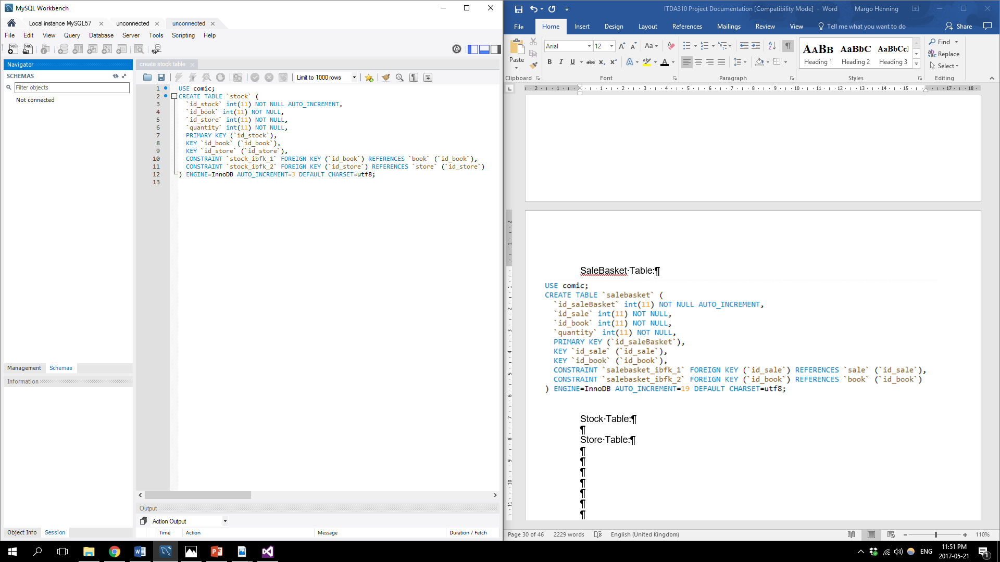 MySQL Workbench
Local instance MySQL57
unconnected
unconnected
File Edit View Query Database Server Tools Scripting Help
Navigator
SCHEMAS
Filter objects
Not connected
Management Schemas
Information
Object Info Session
create stock table
Limit to 1000 rows
1 USE comic;
2 CREATE TABLE `stock` (
3 `id_stock` int(11) NOT NULL AUTO_INCREMENT,
4 `id_book` int(11) NOT NULL,
5 `id_store` int(11) NOT NULL,
6 `quantity` int(11) NOT NULL,
7 PRIMARY KEY (`id_stock`),
8 KEY `id_book` (`id_book`),
9 KEY `id_store` (`id_store`),
10 CONSTRAINT `stock_ibfk_1` FOREIGN KEY (`id_book`) REFERENCES `book` (`id_book`),
11 CONSTRAINT `stock_ibfk_2` FOREIGN KEY (`id_store`) REFERENCES `store` (`id_store`)
12 ) ENGINE=InnoDB AUTO_INCREMENT=3 DEFAULT CHARSET=utf8;
13
Output
Action Output
Time Action Message Duration / Fetch
ITDA310 Project Documentation [Compatibility Mode] - Word
Margo Henning
File Home Insert Design Layout References Mailings Review View Tell me what you want to do Share
Paste
Clipboard
Arial 12
Font
Paragraph
AaBb AaBbC AaBbCcI
Heading 1 Heading 2 Heading 3
Styles
Find
Replace
Select
Editing
SaleBasket·Table:¶
USE comic;
CREATE TABLE `salebasket` (
`id_saleBasket` int(11) NOT NULL AUTO_INCREMENT,
`id_sale` int(11) NOT NULL,
`id_book` int(11) NOT NULL,
`quantity` int(11) NOT NULL,
PRIMARY KEY (`id_saleBasket`),
KEY `id_sale` (`id_sale`),
KEY `id_book` (`id_book`),
CONSTRAINT `salebasket_ibfk_1` FOREIGN KEY (`id_sale`) REFERENCES `sale` (`id_sale`),
CONSTRAINT `salebasket_ibfk_2` FOREIGN KEY (`id_book`) REFERENCES `book` (`id_book`)
) ENGINE=InnoDB AUTO_INCREMENT=19 DEFAULT CHARSET=utf8;
Stock·Table:¶
¶
Store·Table:¶
¶
¶
¶
¶
¶
¶
¶
Page 30 of 46 2229 words English (United Kingdom) 110%
ENG
11:51 PM
2017-05-21